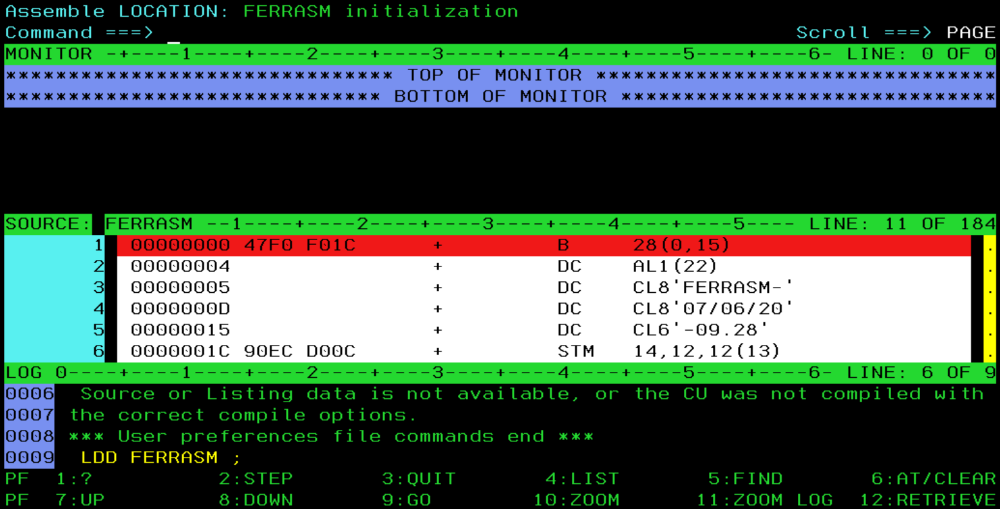 Assemble LOCATION: FERRASM initialization
Command ===> _ Scroll ===> PAGE
MONITOR -+----1----+----2----+----3----+----4----+----5----+----6- LINE: 0 OF 0
******************************* TOP OF MONITOR ********************************
****************************** BOTTOM OF MONITOR ******************************
SOURCE: FERRASM --1----+----2----+----3----+----4----+----5---- LINE: 11 OF 184
1 00000000 47F0 F01C + B 28(0,15) .
2 00000004 + DC AL1(22) .
3 00000005 + DC CL8'FERRASM-' .
4 0000000D + DC CL8'07/06/20' .
5 00000015 + DC CL6'-09.28' .
6 0000001C 90EC D00C + STM 14,12,12(13) .
LOG 0----+----1----+----2----+----3----+----4----+----5----+----6- LINE: 6 OF 9
0006 Source or Listing data is not available, or the CU was not compiled with
0007 the correct compile options.
0008 *** User preferences file commands end ***
0009 LDD FERRASM ;
PF 1:? 2:STEP 3:QUIT 4:LIST 5:FIND 6:AT/CLEAR
PF 7:UP 8:DOWN 9:GO 10:ZOOM 11:ZOOM LOG 12:RETRIEVE